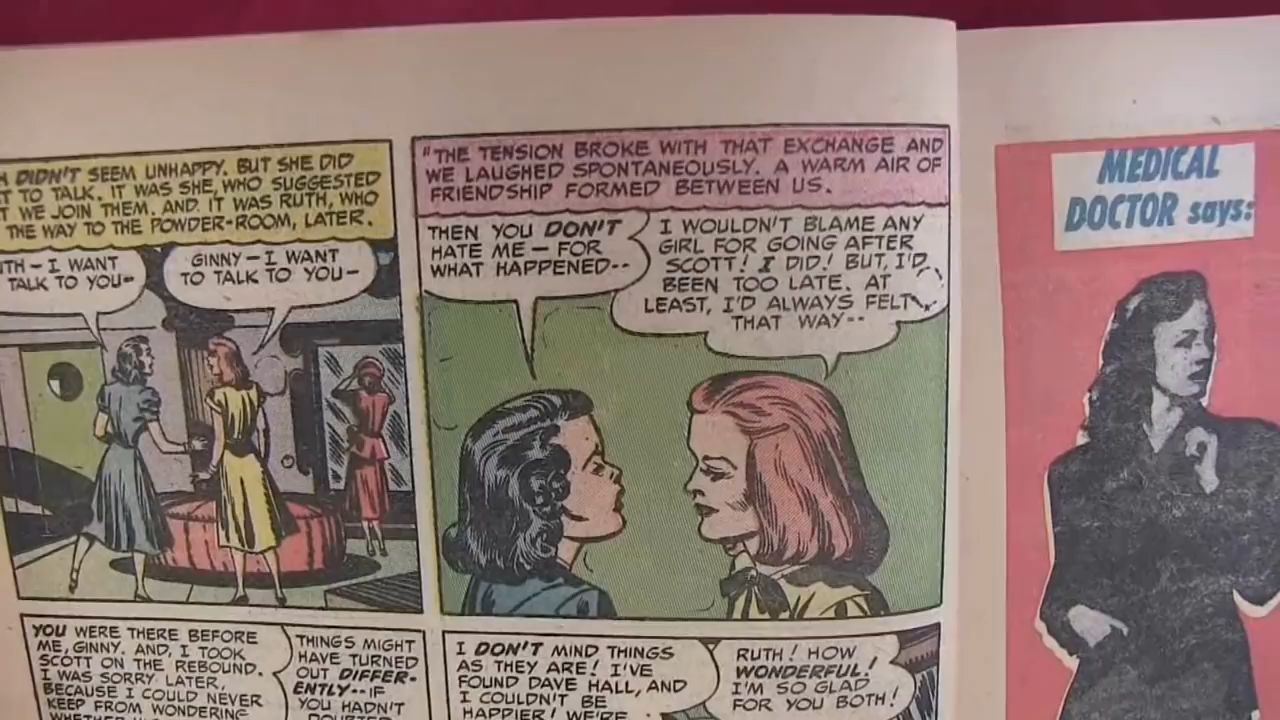 H DIDN'T SEEM UNHAPPY. BUT SHE DID
T TO TALK. IT WAS SHE, WHO SUGGESTED
T WE JOIN THEM. AND, IT WAS RUTH, WHO
THE WAY TO THE POWDER-ROOM, LATER.
TH – I WANT
TALK TO YOU–
GINNY – I WANT
TO TALK TO YOU–
"THE TENSION BROKE WITH THAT EXCHANGE AND
WE LAUGHED SPONTANEOUSLY. A WARM AIR OF
FRIENDSHIP FORMED BETWEEN US.
THEN YOU DON'T
HATE ME – FOR
WHAT HAPPENED--
I WOULDN'T BLAME ANY
GIRL FOR GOING AFTER
SCOTT! I DID! BUT, I'D
BEEN TOO LATE. AT
LEAST, I'D ALWAYS FELT
THAT WAY--
YOU WERE THERE BEFORE
ME, GINNY. AND, I TOOK
SCOTT ON THE REBOUND.
I WAS SORRY LATER,
BECAUSE I COULD NEVER
KEEP FROM WONDERING
WHETHER
THINGS MIGHT
HAVE TURNED
OUT DIFFER-
ENTLY--IF
YOU HADN'T
DOUBTED
I DON'T MIND THINGS
AS THEY ARE! I'VE
FOUND DAVE HALL, AND
I COULDN'T BE
HAPPIER! WE'RE
RUTH! HOW
WONDERFUL!
I'M SO GLAD
FOR YOU BOTH!
MEDICAL
DOCTOR says: